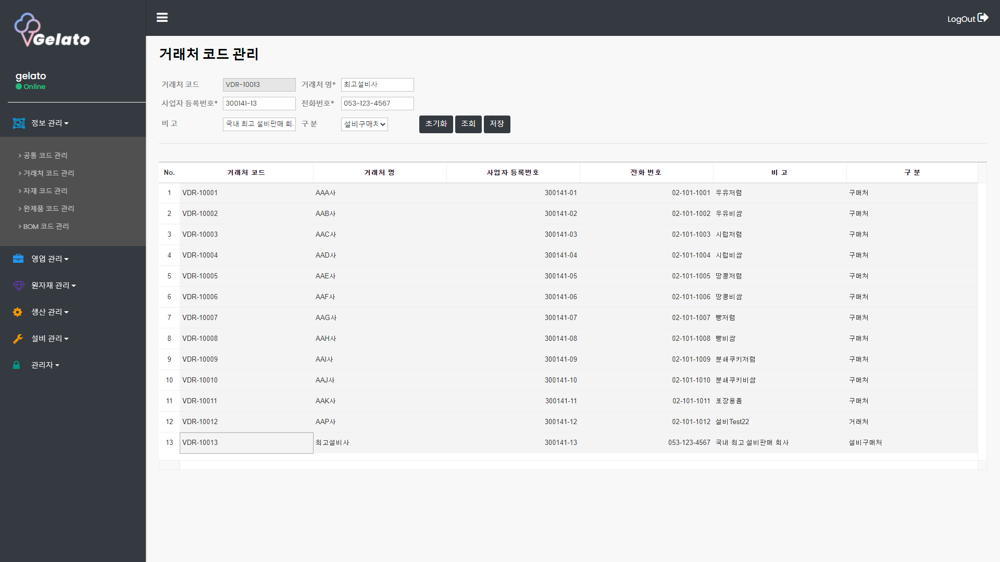 LogOut
Gelato
gelato
Online
정보 관리
> 공통 코드 관리
> 거래처 코드 관리
> 자재 코드 관리
> 완제품 코드 관리
> BOM 코드 관리
영업 관리
원자재 관리
생산 관리
설비 관리
관리자
거래처 코드 관리
거래처 코드 VDR-10013 거래처 명* 최고설비사
사업자 등록번호* 300141-13 전화번호* 053-123-4567
비 고 국내 최고 설비판매 회 구 분 설비구매처 초기화 조회 저장
No. 거래처 코드 거래처 명 사업자 등록번호 전화 번호 비 고 구 분
1 VDR-10001 AAA사 300141-01 02-101-1001 우유저렴 구매처
2 VDR-10002 AAB사 300141-02 02-101-1002 우유비쌈 구매처
3 VDR-10003 AAC사 300141-03 02-101-1003 시럽저렴 구매처
4 VDR-10004 AAD사 300141-04 02-101-1004 시럽비쌈 구매처
5 VDR-10005 AAE사 300141-05 02-101-1005 땅콩저렴 구매처
6 VDR-10006 AAF사 300141-06 02-101-1006 땅콩비쌈 구매처
7 VDR-10007 AAG사 300141-07 02-101-1007 빵저렴 구매처
8 VDR-10008 AAH사 300141-08 02-101-1008 빵비쌈 구매처
9 VDR-10009 AAI사 300141-09 02-101-1009 분쇄쿠키저렴 구매처
10 VDR-10010 AAJ사 300141-10 02-101-1010 분쇄쿠키비쌈 구매처
11 VDR-10011 AAK사 300141-11 02-101-1011 포장용품 구매처
12 VDR-10012 AAP사 300141-12 02-101-1012 설비Test22 거래처
13 VDR-10013 최고설비사 300141-13 053-123-4567 국내 최고 설비판매 회사 설비구매처